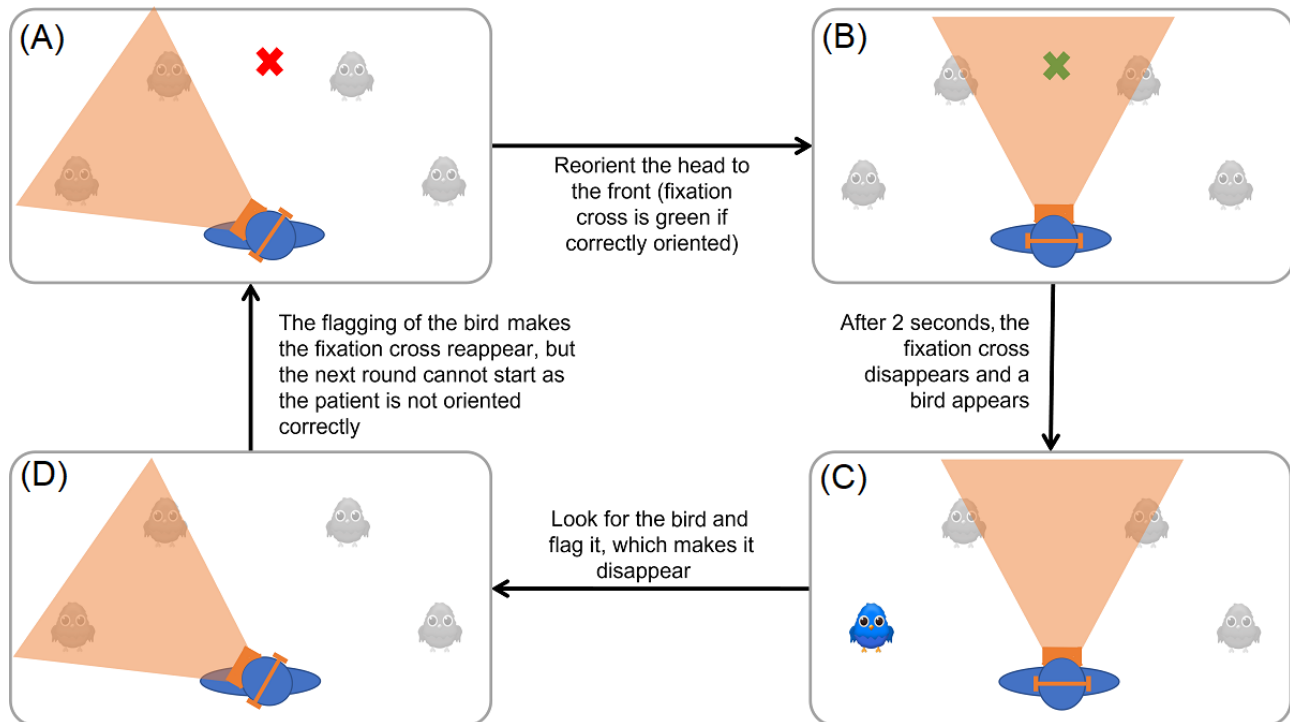 (A)
(B)
Reorient the head to
the front (fixation
cross is green if
correctly oriented)
The flagging of the bird makes
the fixation cross reappear, but
the next round cannot start as
the patient is not oriented
correctly
After 2 seconds, the
fixation cross
disappears and a
bird appears
(D)
(C)
Look for the bird and
flag it, which makes it
disappear